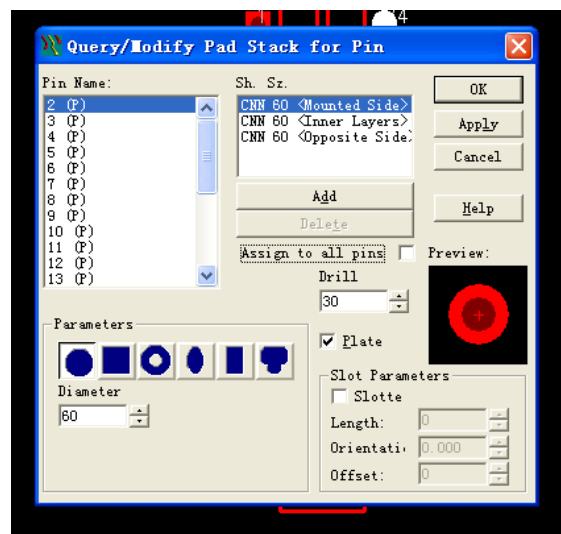 4
Query/Modify Pad Stack for Pin
Pin Name:
2 (P)
3 (P)
4 (P)
5 (P)
6 (P)
7 (P)
8 (P)
9 (P)
10 (P)
11 (P)
12 (P)
13 (P)
Sh. Sz.
CNN 60 <Mounted Side>
CNN 60 <Inner Layers>
CNN 60 <Opposite Side>
Add
Delete
Assign to all pins
Drill
30
Plate
OK
Apply
Cancel
Help
Preview:
Parameters
Diameter
60
Slot Parameters
Slotte
Length: 0
Orientati 0.000
Offset: 0